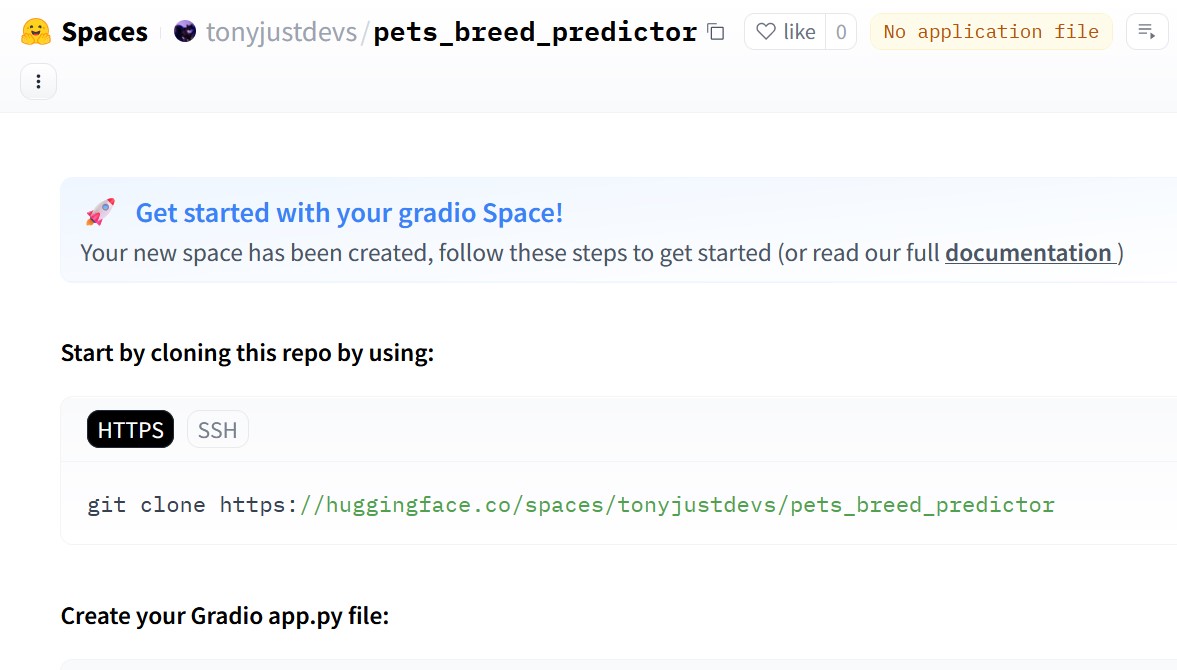 Spaces tonyjustdevs/pets_breed_predictor like 0 No application file
Get started with your gradio Space!
Your new space has been created, follow these steps to get started (or read our full documentation )
Start by cloning this repo by using:
HTTPS SSH
git clone https://huggingface.co/spaces/tonyjustdevs/pets_breed_predictor
Create your Gradio app.py file: